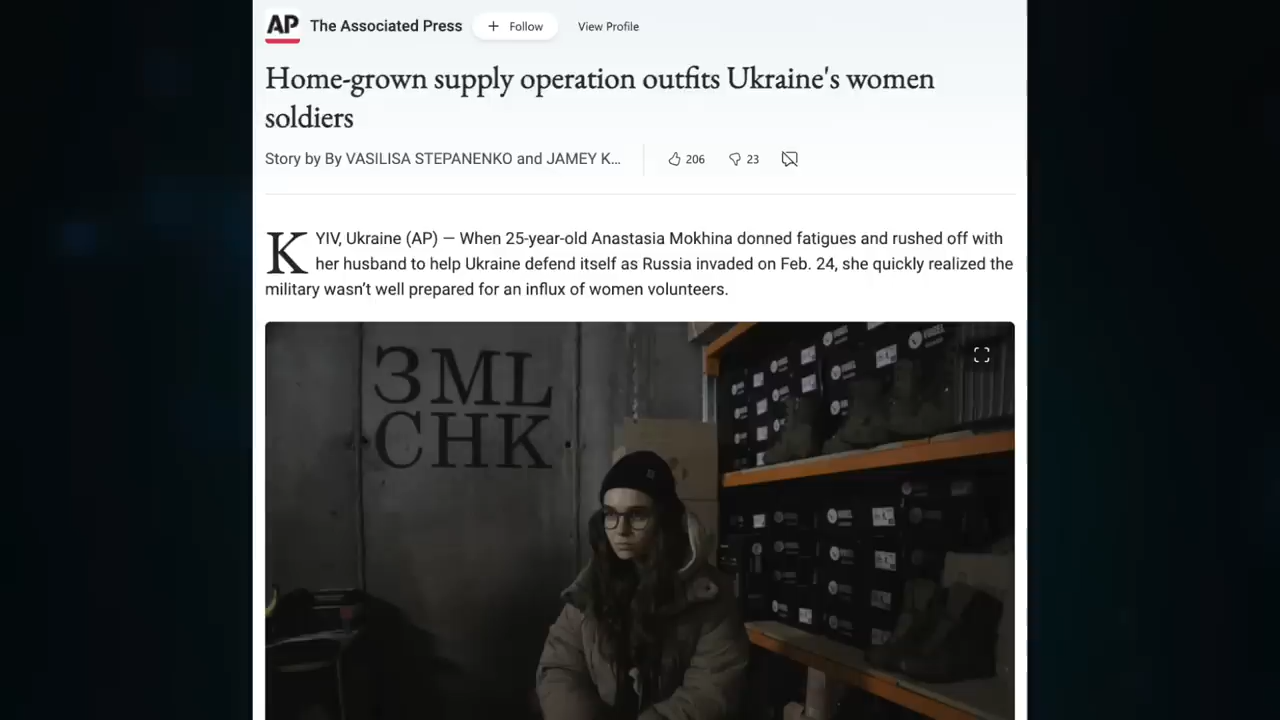 AP The Associated Press + Follow View Profile
Home-grown supply operation outfits Ukraine's women
soldiers
Story by By VASILISA STEPANENKO and JAMEY K... 206 23
KYIV, Ukraine (AP) — When 25-year-old Anastasia Mokhina donned fatigues and rushed off with
her husband to help Ukraine defend itself as Russia invaded on Feb. 24, she quickly realized the
military wasn't well prepared for an influx of women volunteers.
ЗМL
CHK